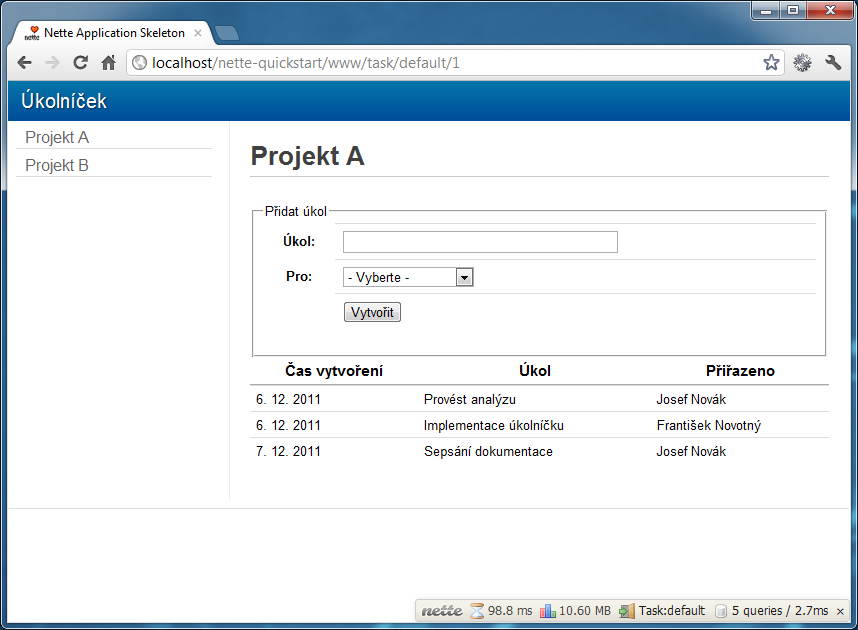 Nette Application Skeleton
localhost/nette-quickstart/www/task/default/1
Úkolníček
Projekt A
Projekt B
Projekt A
Přidat úkol
Úkol:
Pro: - Vyberte -
Vytvořit
Čas vytvoření Úkol Přiřazeno
6. 12. 2011 Provést analýzu Josef Novák
6. 12. 2011 Implementace úkolníčku František Novotný
7. 12. 2011 Sepsání dokumentace Josef Novák
nette 98.8 ms 10.60 MB Task:default 5 queries / 2.7ms ×